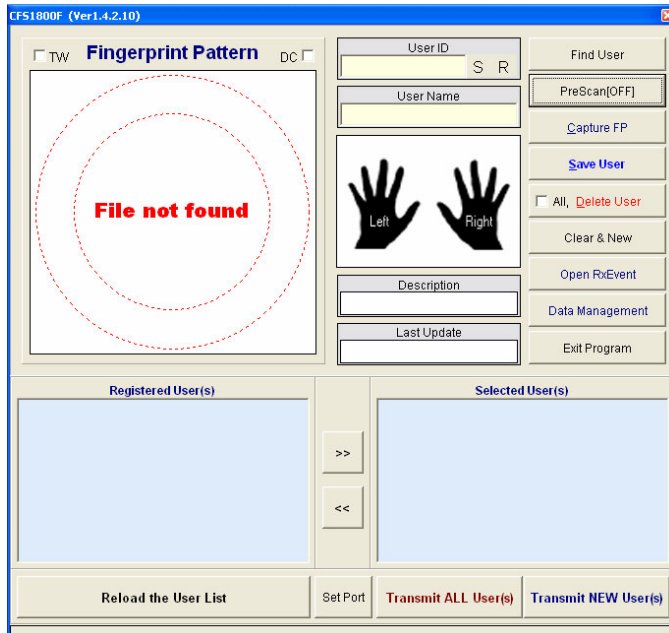 CFS1800F (Ver1.4.2.10)
TW Fingerprint Pattern DC
File not found
User ID
S R
User Name
Left
Right
Description
Last Update
Find User
PreScan[OFF]
Capture FP
Save User
All, Delete User
Clear & New
Open RxEvent
Data Management
Exit Program
Registered User(s)
Selected User(s)
>>
<<
Reload the User List
Set Port
Transmit ALL User(s)
Transmit NEW User(s)